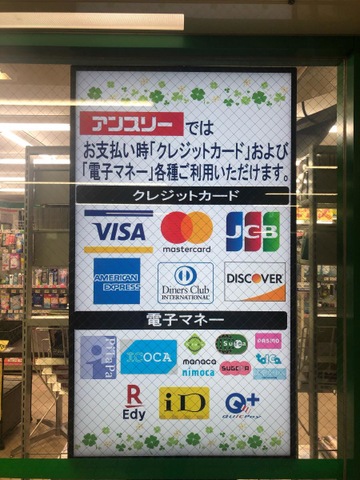 アンスリーでは
お支払い時「クレジットカード」および
「電子マネー」各種ご利用いただけます。
クレジットカード
VISA
mastercard
JCB
AMERICAN EXPRESS
Diners Club INTERNATIONAL
DISCOVER
電子マネー
PiTaPa
ICOCA
manaca
nimoca
Suica
PASMO
SUGOCA
R
Edy
iD
QUICPay